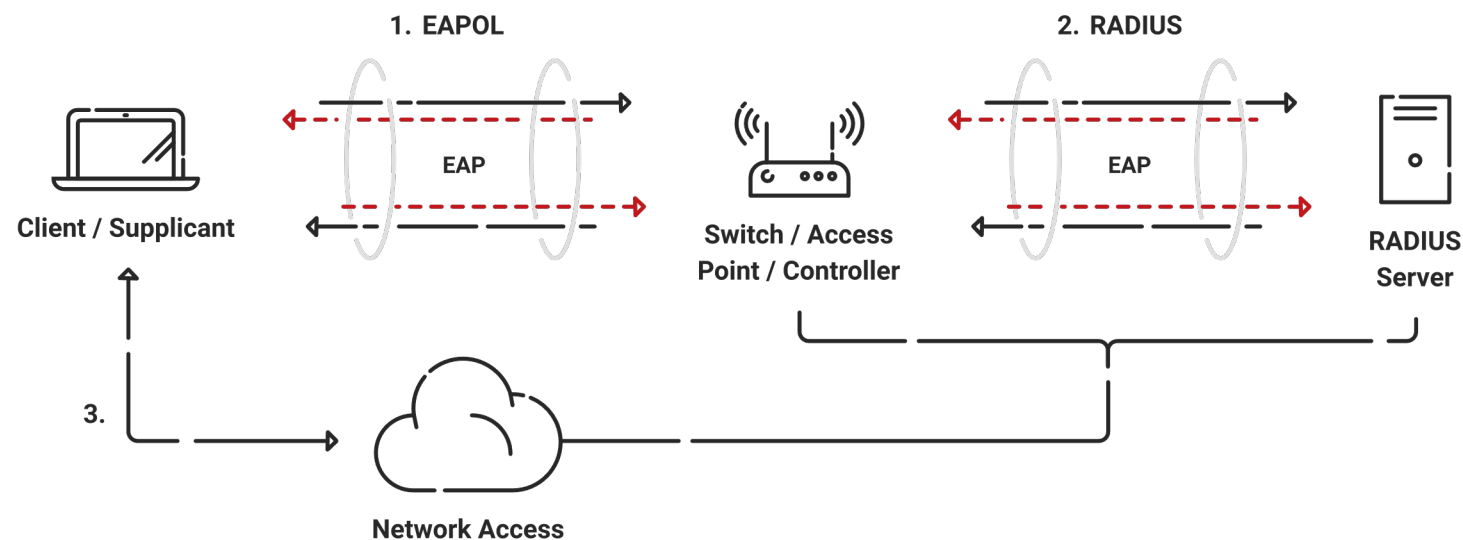 1. EAPOL
2. RADIUS
EAP
EAP
Client / Supplicant
Switch / Access
Point / Controller
RADIUS
Server
3.
Network Access